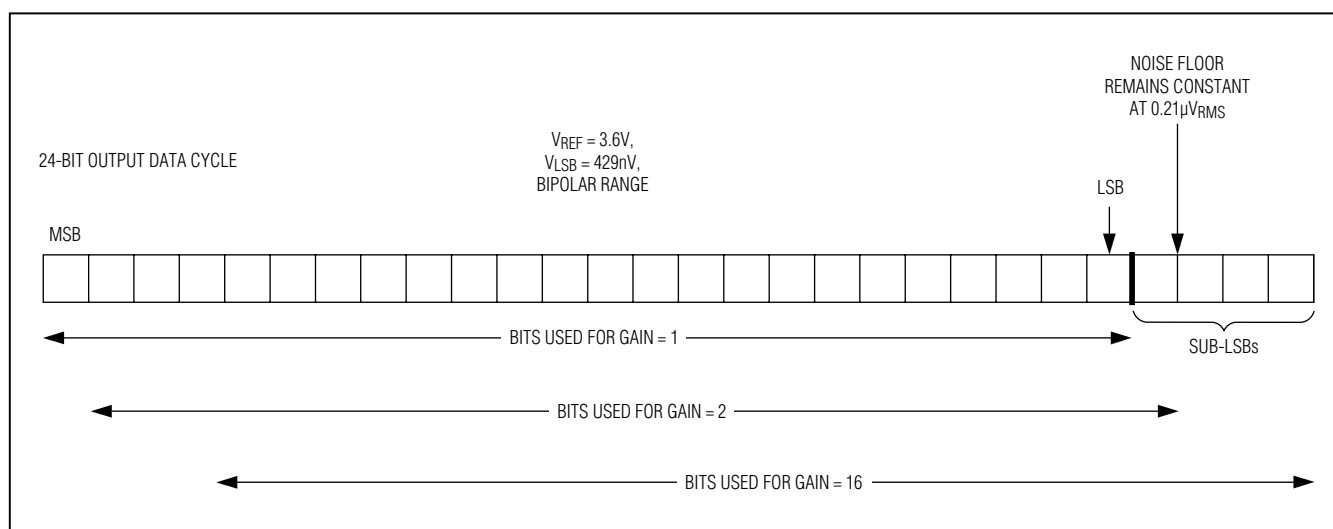 NOISE FLOOR
REMAINS CONSTANT
AT 0.21µVRMS
24-BIT OUTPUT DATA CYCLE
VREF = 3.6V,
VLSB = 429nV,
BIPOLAR RANGE
LSB
MSB
BITS USED FOR GAIN = 1
SUB-LSBs
BITS USED FOR GAIN = 2
BITS USED FOR GAIN = 16